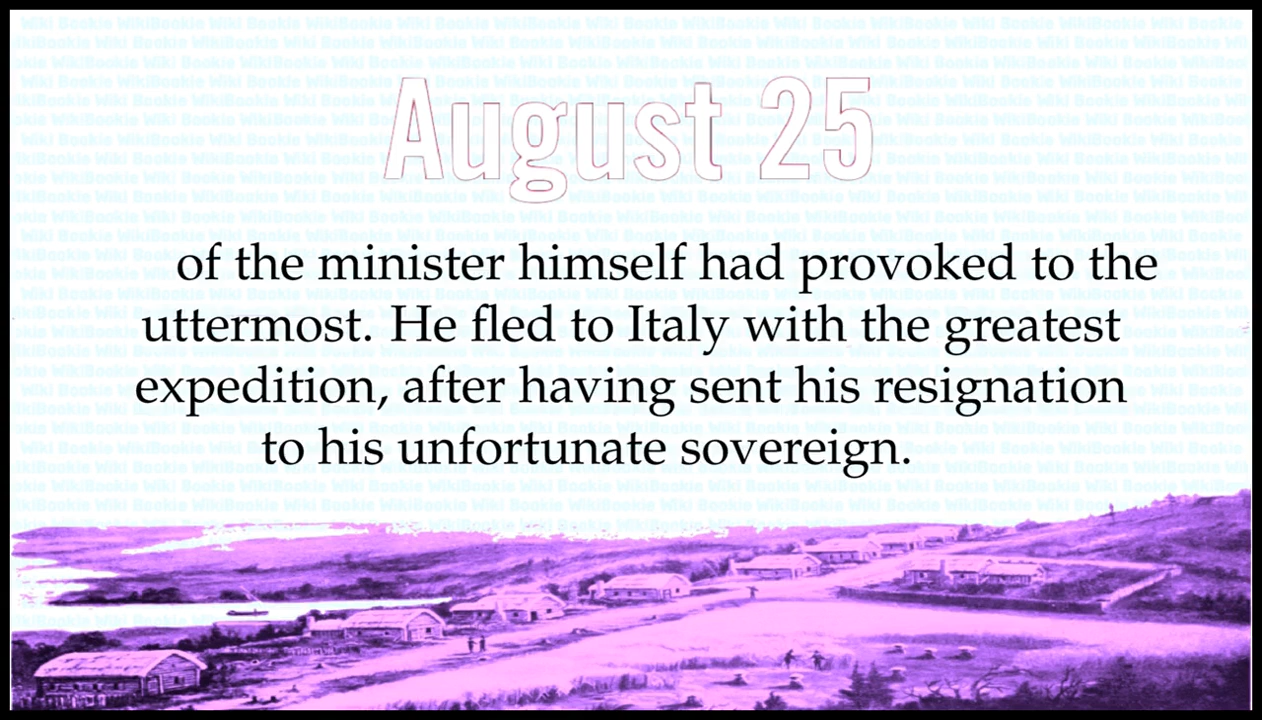 August 25
of the minister himself had provoked to the
uttermost. He fled to Italy with the greatest
expedition, after having sent his resignation
to his unfortunate sovereign.